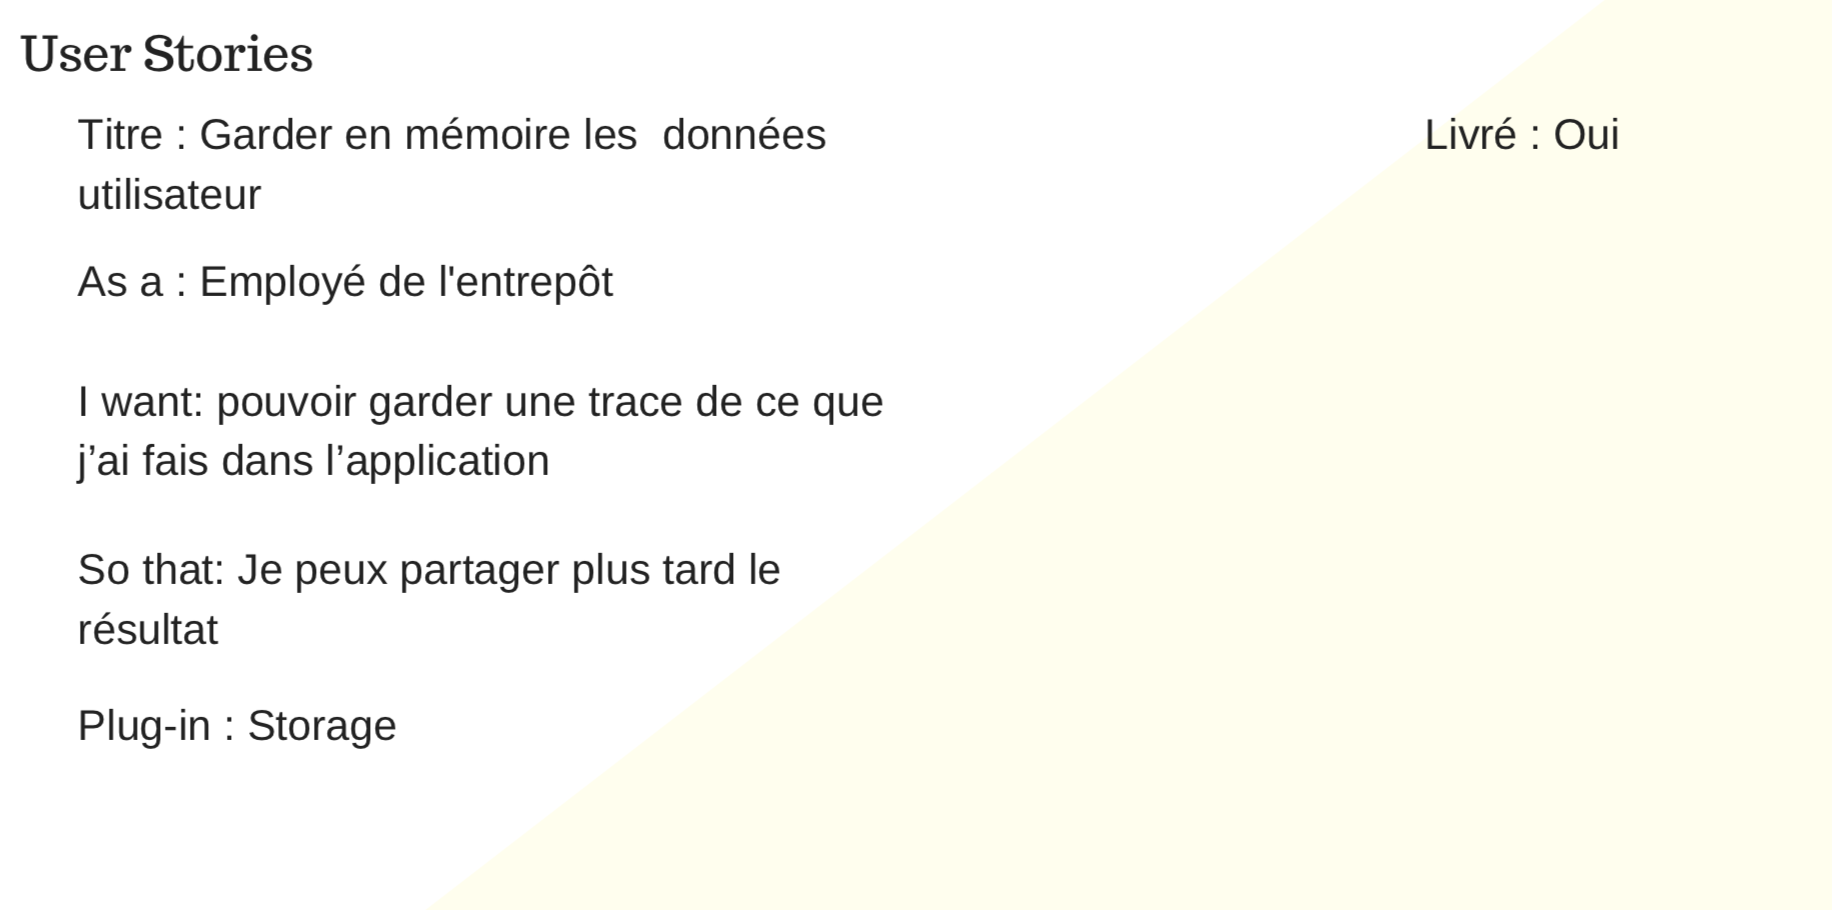 User Stories
Titre : Garder en mémoire les  données
utilisateur
Livré : Oui
As a : Employé de l'entrepôt
I want: pouvoir garder une trace de ce que
j’ai fais dans l’application
So that: Je peux partager plus tard le
résultat
Plug-in : Storage